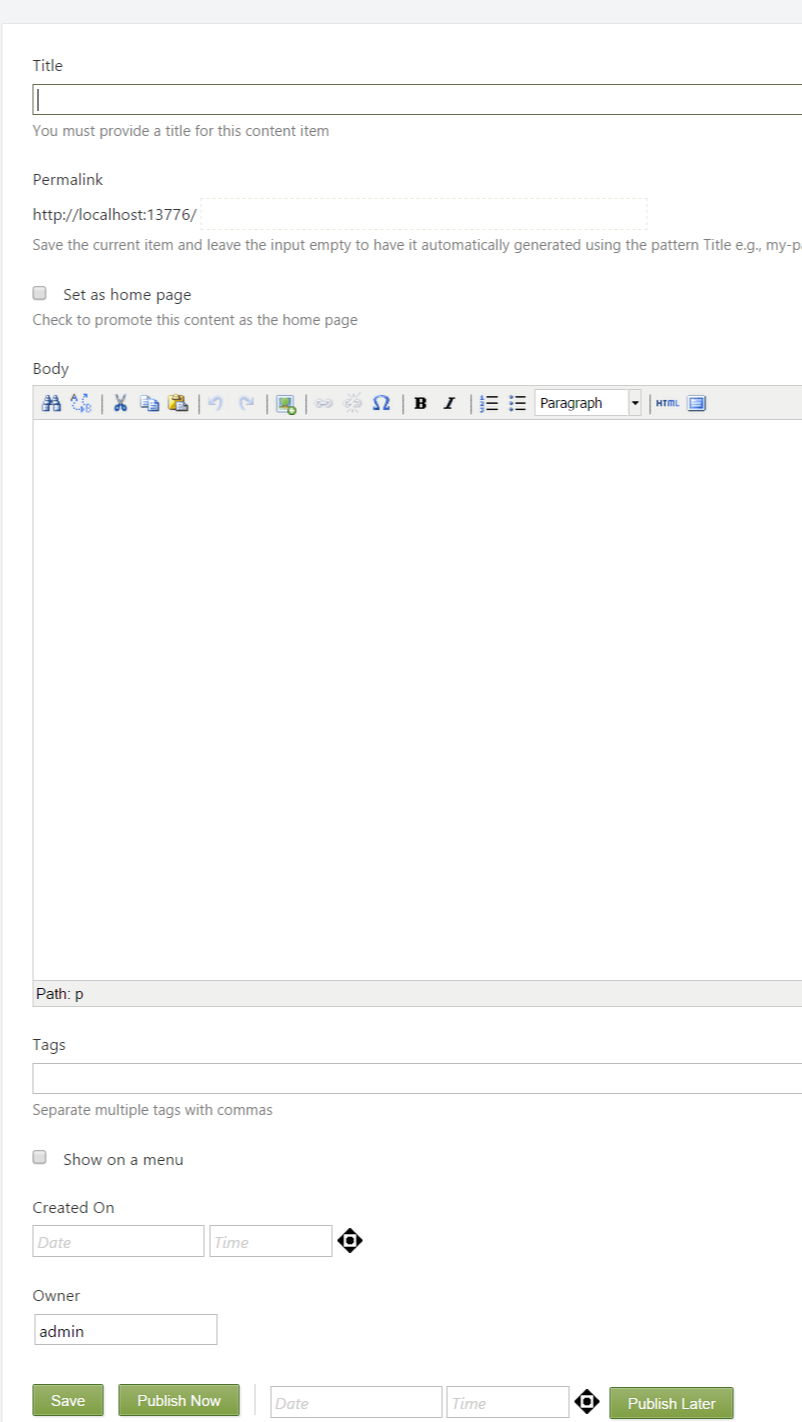 Title
You must provide a title for this content item
Permalink
http://localhost:13776/
Save the current item and leave the input empty to have it automatically generated using the pattern Title e.g., my-pa
Set as home page
Check to promote this content as the home page
Body
B I Paragraph HTML
Path: p
Tags
Separate multiple tags with commas
Show on a menu
Created On
Date Time
Owner
admin
Save Publish Now Date Time Publish Later